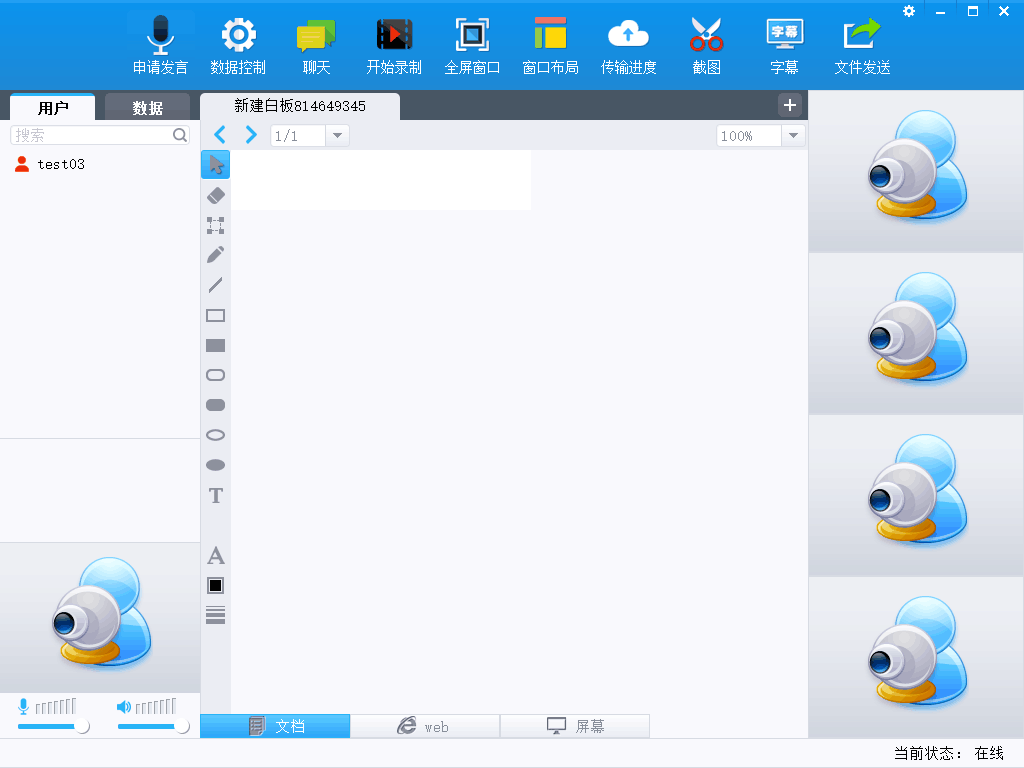 申请发言 数据控制 聊天 开始录制 全屏窗口 窗口布局 传输进度 截图 字幕 文件发送
字幕
用户 数据 新建白板814649345
搜索 1/1 100%
test03
T
A
文档 web 屏幕
当前状态： 在线